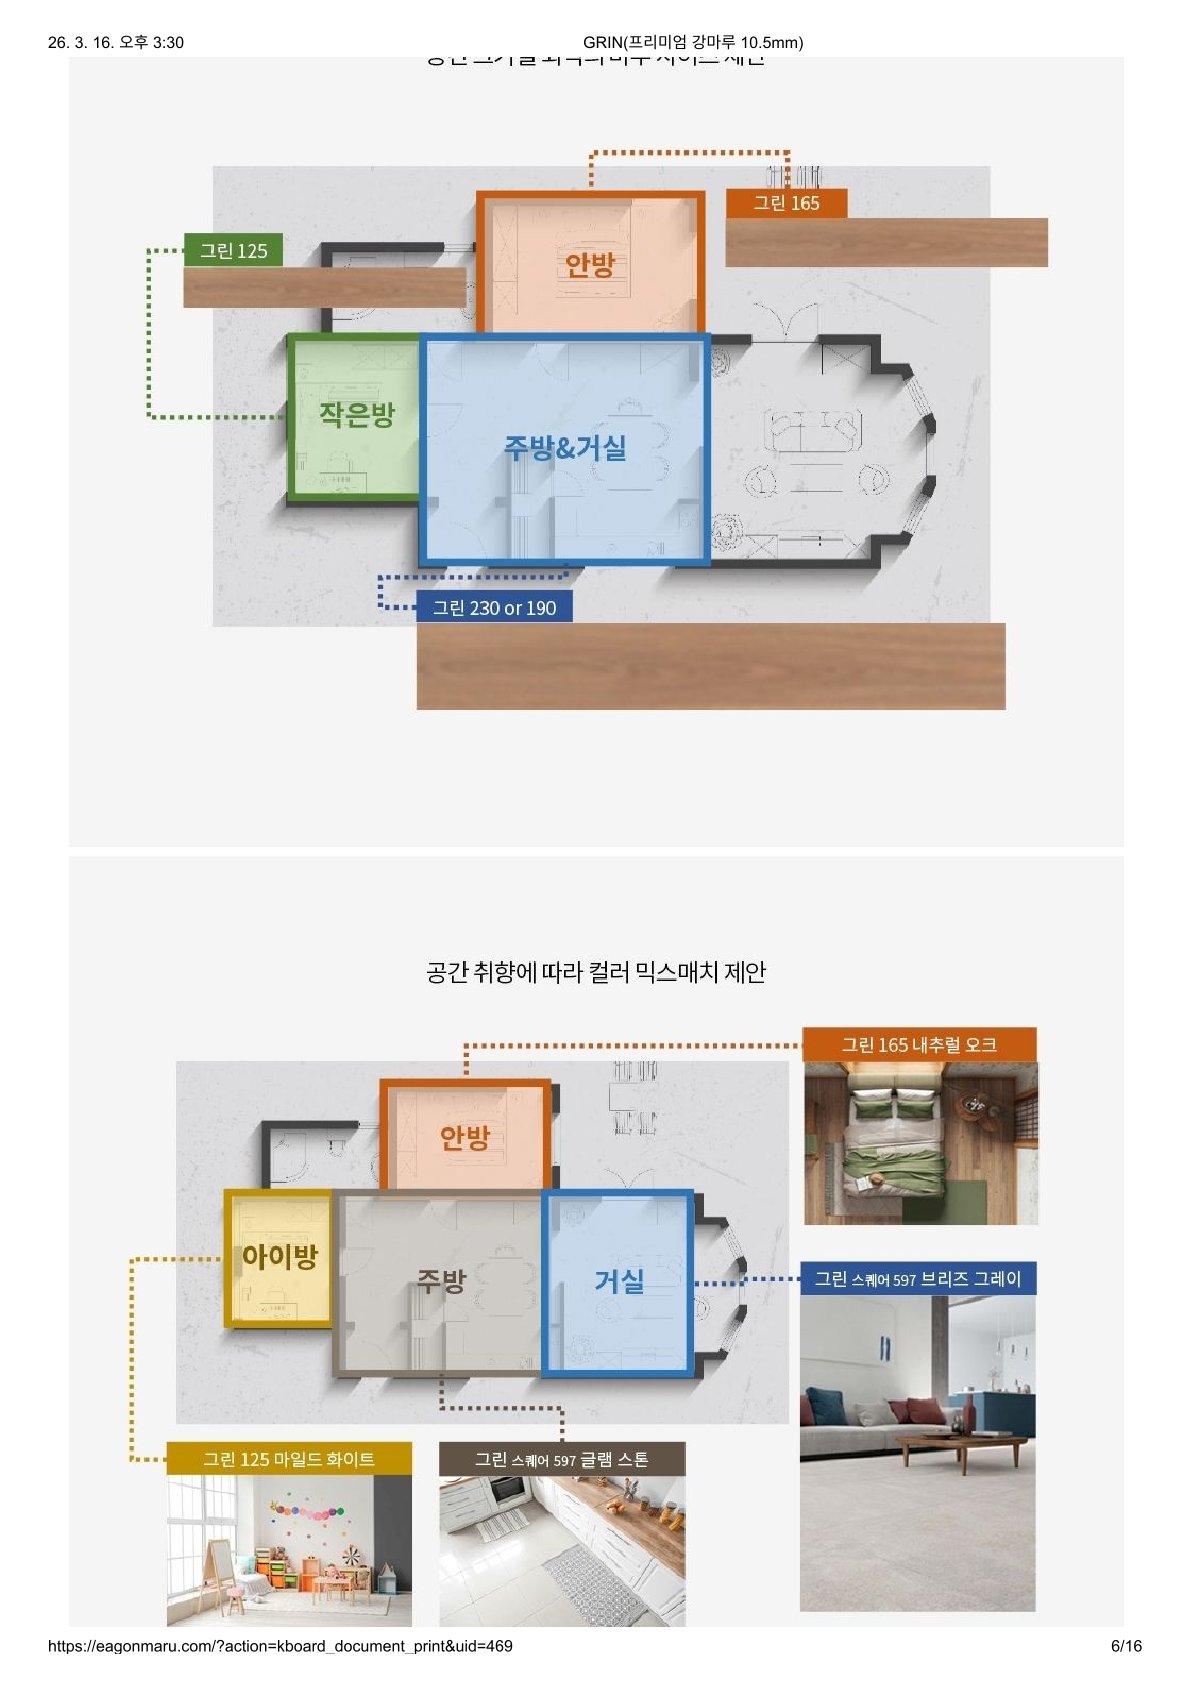 26. 3. 16. 오후 3:30
GRIN(프리미엄 강마루 10.5mm)
그린 165
그린 125
안방
작은방
주방&거실
그린 230 or 190
공간 취향에 따라 컬러 믹스매치 제안
그린 165 내추럴 오크
안방
아이방
주방
거실
그린 스퀘어 597 브리즈 그레이
그린 125 마일드 화이트
그린 스퀘어 597 글램 스톤
https://eagonmaru.com/?action=kboard_document_print&uid=469
6/16